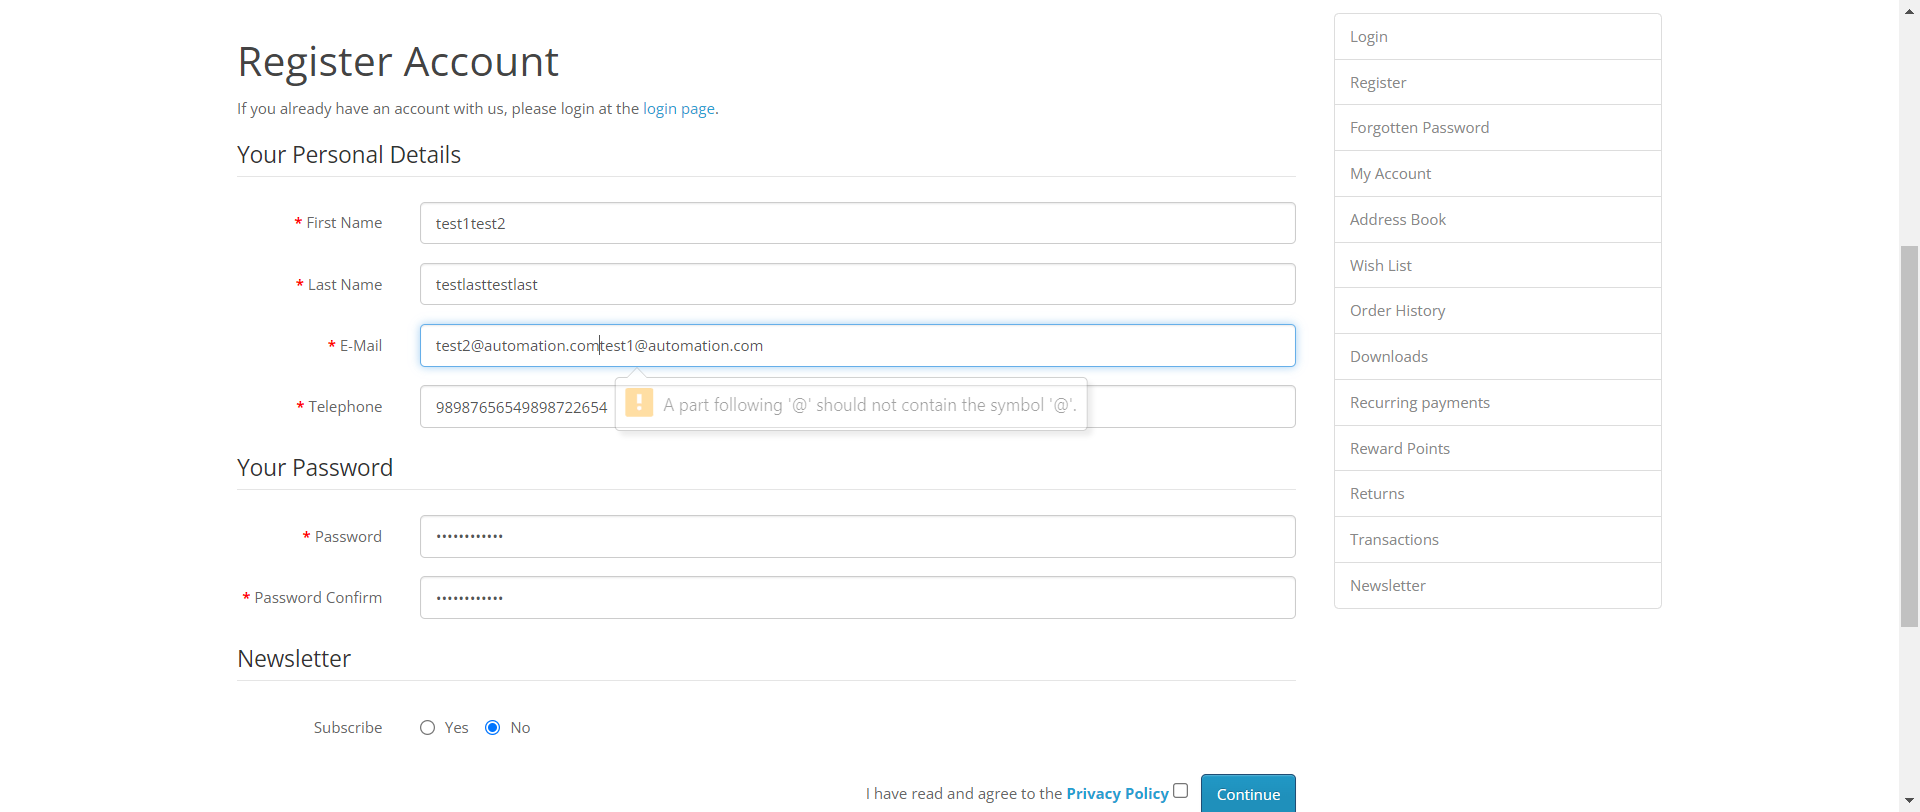 Register Account
If you already have an account with us, please login at the login page.
Your Personal Details
* First Name
test1test2
* Last Name
testlasttestlast
* E-Mail
test2@automation.comtest1@automation.com
* Telephone
98987656549898722654
A part following '@' should not contain the symbol '@'.
Your Password
* Password
••••••••••••
* Password Confirm
••••••••••••
Newsletter
Subscribe
Yes
No
I have read and agree to the Privacy Policy
Continue
Login
Register
Forgotten Password
My Account
Address Book
Wish List
Order History
Downloads
Recurring payments
Reward Points
Returns
Transactions
Newsletter